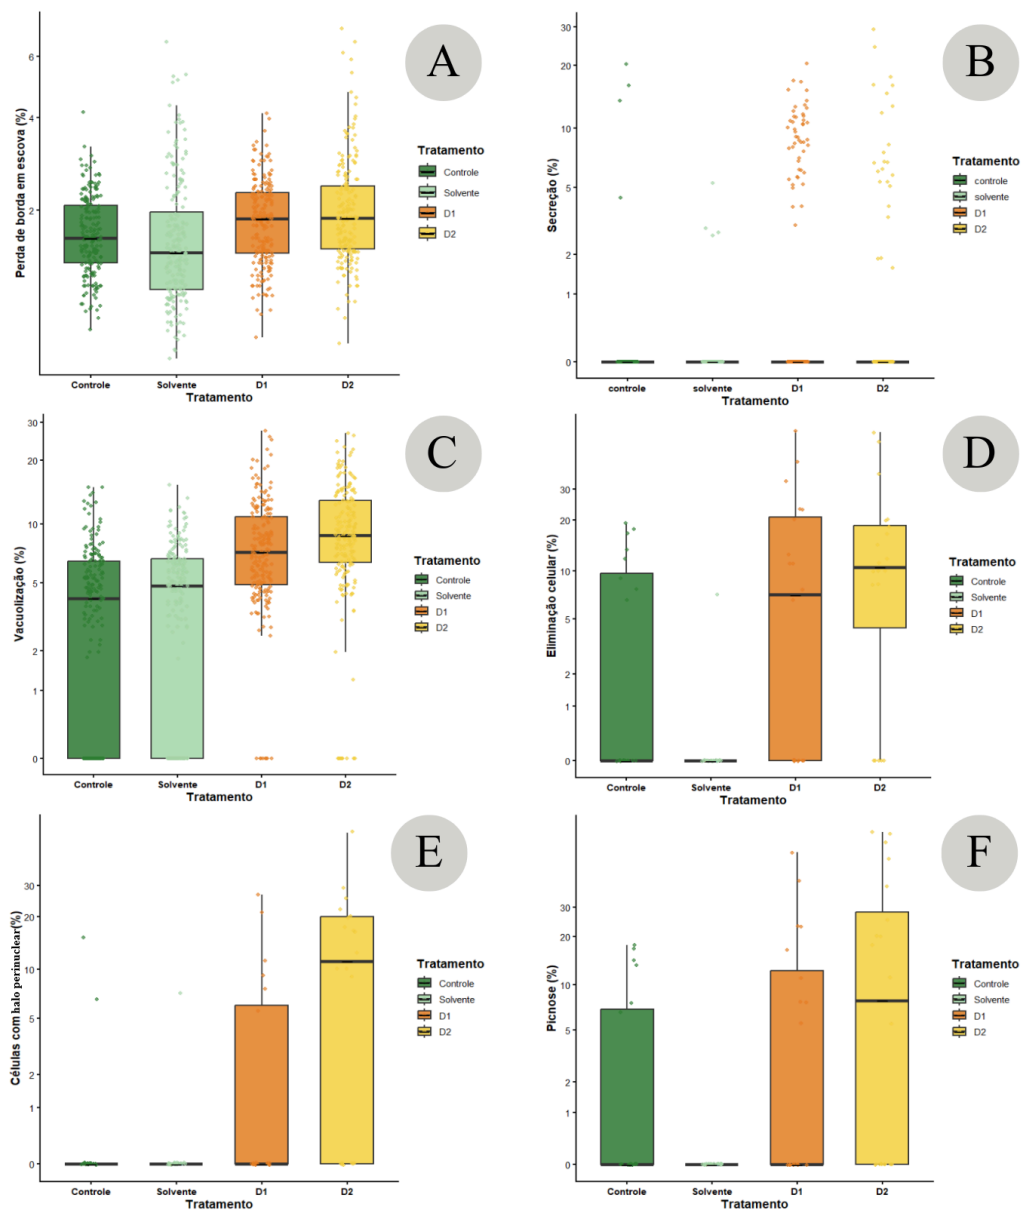 A
Perda de borda em escova (%)
6
4
2
Tratamento
Controle
Solvente
D1
D2
Controle
Solvente
D1
D2
Tratamento
B
Secreção (%)
30
20
10
5
2
1
0
Tratamento
controle
solvente
D1
D2
controle
solvente
D1
D2
Tratamento
C
Vacuolização (%)
30
20
10
5
2
1
0
Tratamento
Controle
Solvente
D1
D2
Controle
Solvente
D1
D2
Tratamento
D
Eliminação celular (%)
30
20
10
5
2
1
0
Tratamento
Controle
Solvente
D1
D2
Controle
Solvente
D1
D2
Tratamento
E
Células com halo perinuclear(%)
30
20
10
5
2
1
0
Tratamento
Controle
Solvente
D1
D2
Controle
Solvente
D1
D2
Tratamento
F
Picnose (%)
30
20
10
5
2
1
0
Tratamento
Controle
Solvente
D1
D2
Controle
Solvente
D1
D2
Tratamento